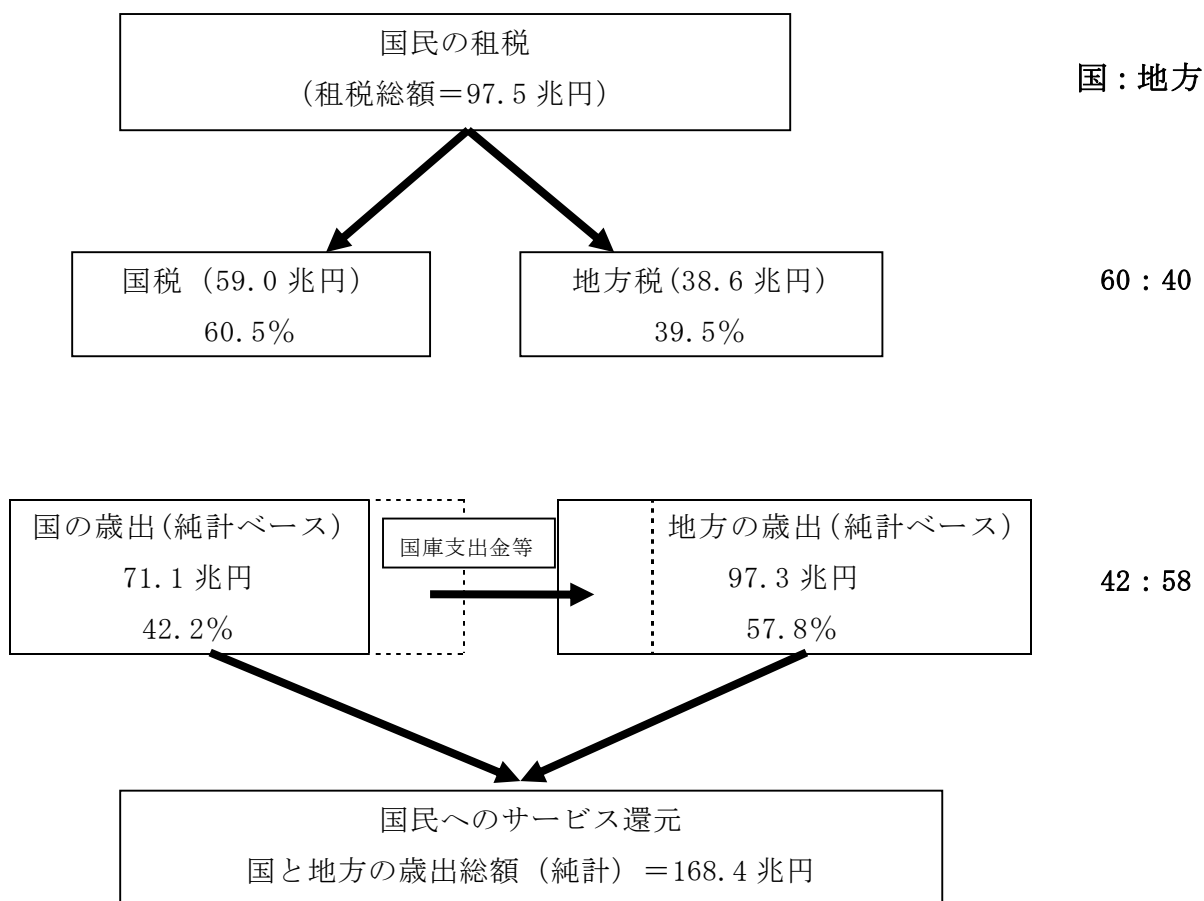 国民の租税
(租税総額＝97.5 兆円)
国：地方
国税 (59.0 兆円)
60.5％
地方税(38.6 兆円)
39.5％
60：40
国の歳出(純計ベース)
71.1 兆円
42.2％
国庫支出金等
地方の歳出(純計ベース)
97.3 兆円
57.8％
42：58
国民へのサービス還元
国と地方の歳出総額 (純計) ＝168.4 兆円